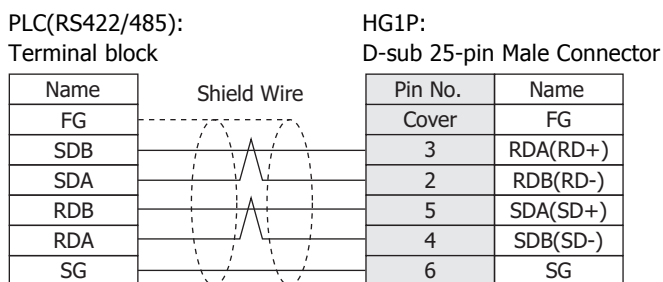 PLC(RS422/485): HG1P:
Terminal block D-sub 25-pin Male Connector
Name Shield Wire Pin No. Name
FG Cover FG
SDB 3 RDA(RD+)
SDA 2 RDB(RD-)
RDB 5 SDA(SD+)
RDA 4 SDB(SD-)
SG 6 SG